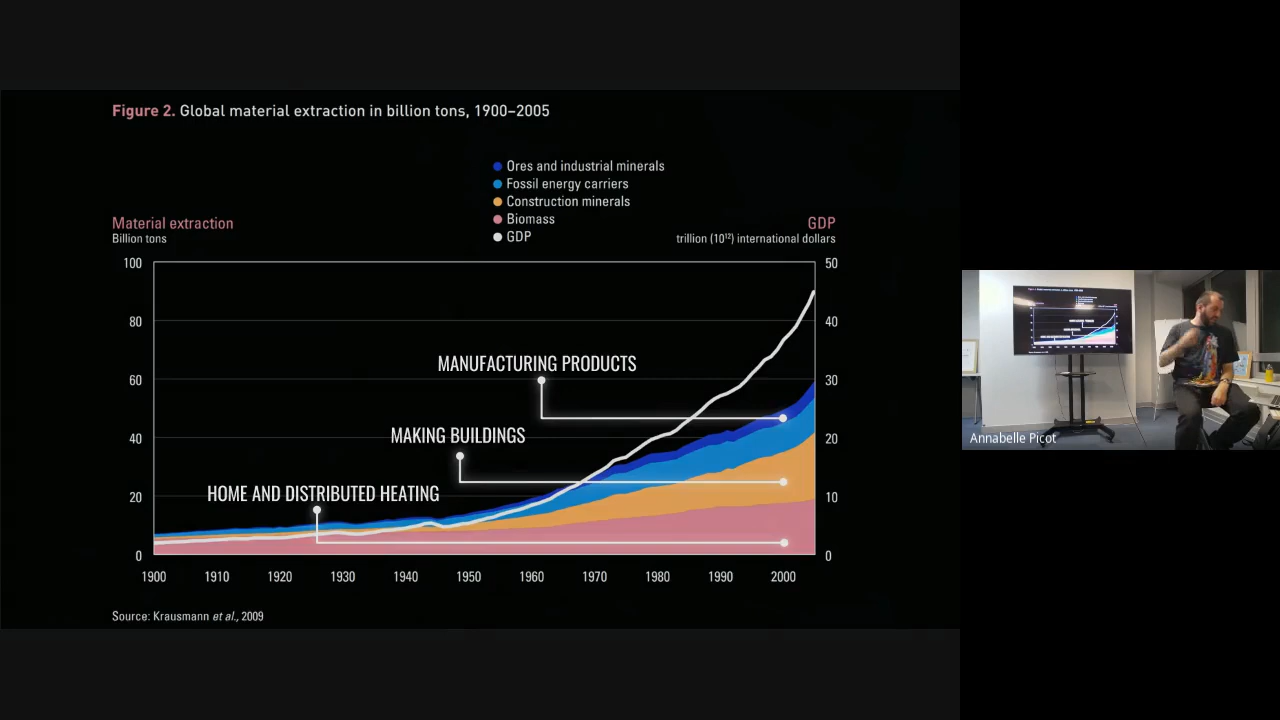 Figure 2. Global material extraction in billion tons, 1900–2005
Ores and industrial minerals
Fossil energy carriers
Construction minerals
Biomass
GDP
Material extraction
Billion tons
GDP
trillion (10¹²) international dollars
100
80
60
40
20
0
50
40
30
20
10
0
MANUFACTURING PRODUCTS
MAKING BUILDINGS
HOME AND DISTRIBUTED HEATING
1900 1910 1920 1930 1940 1950 1960 1970 1980 1990 2000
Source: Krausmann et al., 2009
Annabelle Picot